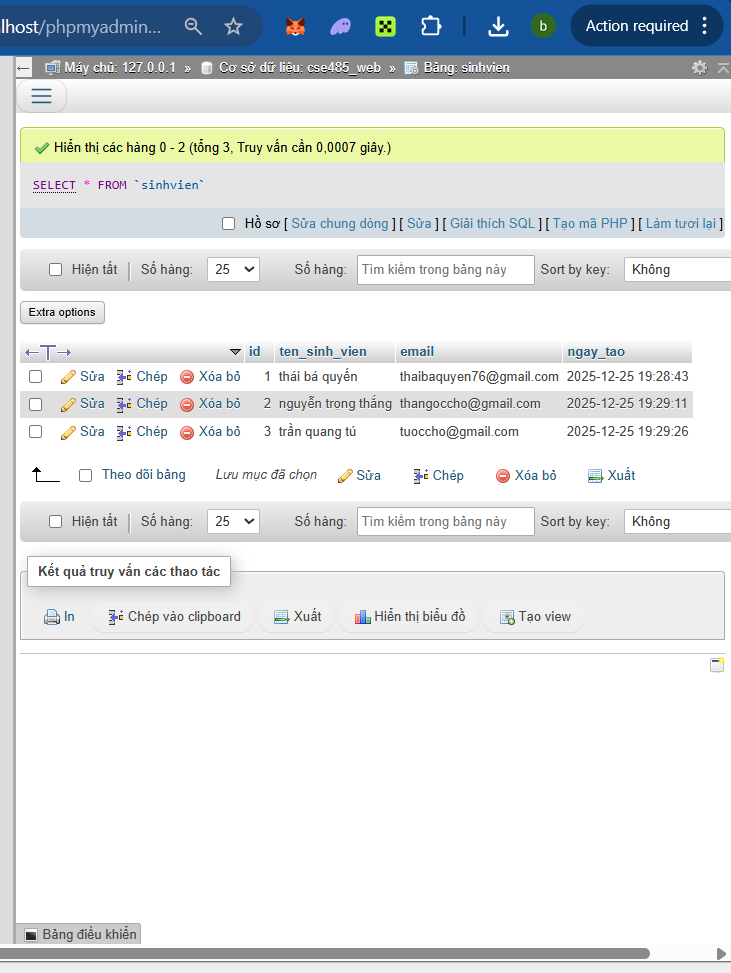 lhost/phpmyadmin... b Action required
Máy chủ: 127.0.0.1 » Cơ sở dữ liệu: cse485_web » Bảng: sinhvien
Hiển thị các hàng 0 - 2 (tổng 3, Truy vấn cần 0,0007 giây.)
SELECT * FROM `sinhvien`
Hồ sơ [ Sửa chung dòng ] [ Sửa ] [ Giải thích SQL ] [ Tạo mã PHP ] [ Làm tươi lại ]
Hiện tất | Số hàng: 25 Số hàng: Tìm kiếm trong bảng này Sort by key: Không
Extra options
←T→ id ten_sinh_vien email ngay_tao
Sửa Chép Xóa bỏ 1 thái bá quyến thaibaquyen76@gmail.com 2025-12-25 19:28:43
Sửa Chép Xóa bỏ 2 nguyễn trọng thắng thangoccho@gmail.com 2025-12-25 19:29:11
Sửa Chép Xóa bỏ 3 trần quang tú tuoccho@gmail.com 2025-12-25 19:29:26
Theo dõi bảng Lưu mục đã chọn Sửa Chép Xóa bỏ Xuất
Hiện tất | Số hàng: 25 Số hàng: Tìm kiếm trong bảng này Sort by key: Không
Kết quả truy vấn các thao tác
In Chép vào clipboard Xuất Hiển thị biểu đồ Tạo view
Bảng điều khiển